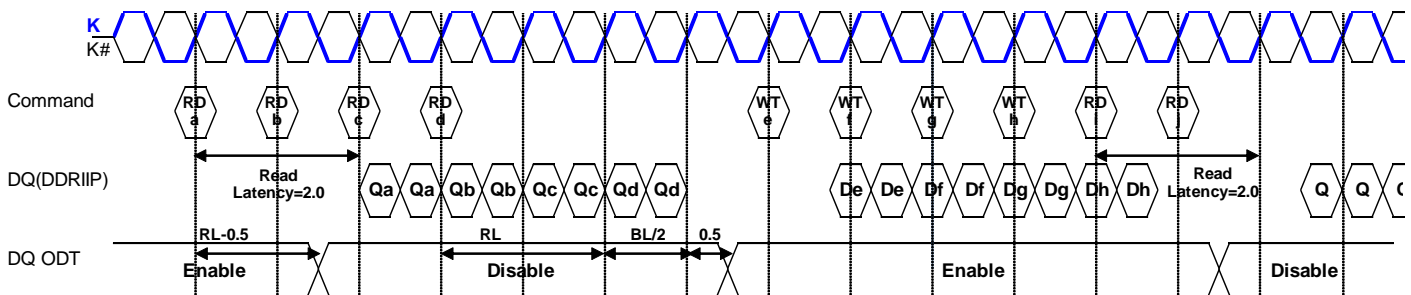 K
K#
Command
RD a RD b RD c RD d WT e WT f WT g WT h RD i RD j
Read
Latency=2.0
Read
Latency=2.0
DQ(DDRIIP)
Qa Qa Qb Qb Qc Qc Qd Qd De De Df Df Dg Dg Dh Dh Q Q
RL-0.5 RL BL/2 0.5
DQ ODT
Enable Disable Enable Disable